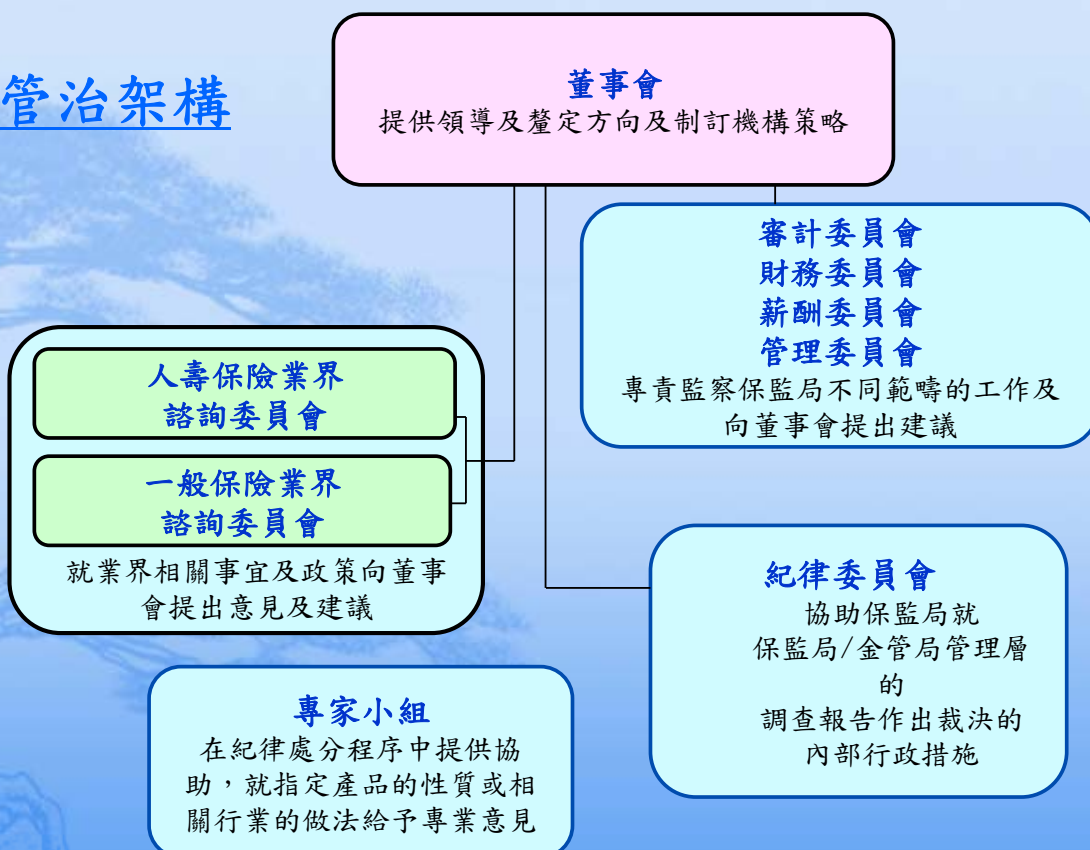 管治架構
董事會
提供領導及釐定方向及制訂機構策略
審計委員會
財務委員會
薪酬委員會
管理委員會
專責監察保監局不同範疇的工作及
向董事會提出建議
人壽保險業界
諮詢委員會
一般保險業界
諮詢委員會
就業界相關事宜及政策向董事
會提出意見及建議
紀律委員會
協助保監局就
保監局/金管局管理層
的
調查報告作出裁決的
內部行政措施
專家小組
在紀律處分程序中提供協
助，就指定產品的性質或相
關行業的做法給予專業意見